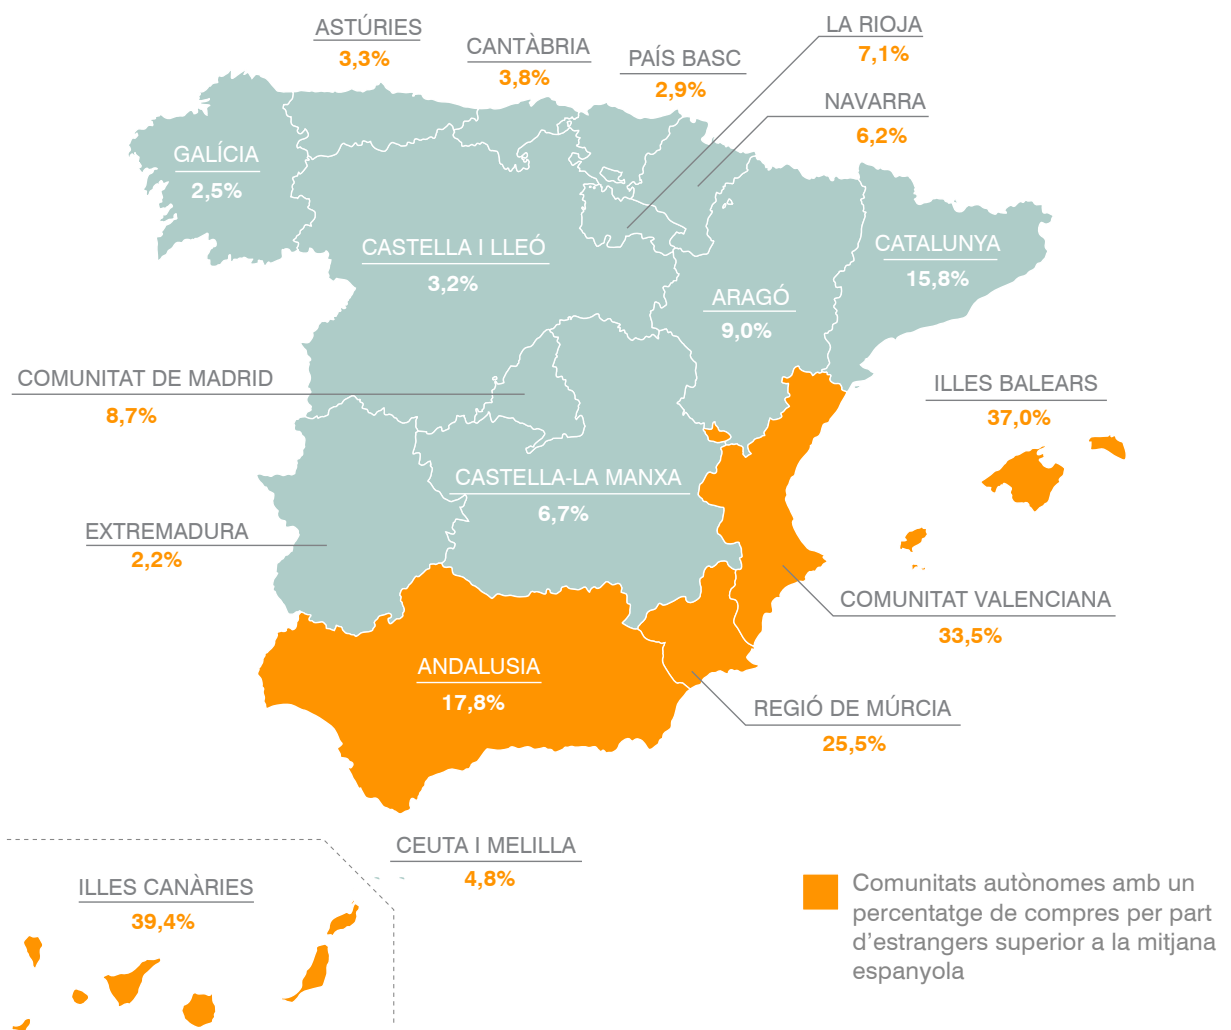 ASTÚRIES
3,3%
CANTÀBRIA
3,8%
PAÍS BASC
2,9%
LA RIOJA
7,1%
NAVARRA
6,2%
GALÍCIA
2,5%
CASTELLA I LLEÓ
3,2%
CATALUNYA
15,8%
ARAGÓ
9,0%
COMUNITAT DE MADRID
8,7%
ILLES BALEARS
37,0%
CASTELLA-LA MANXA
6,7%
EXTREMADURA
2,2%
COMUNITAT VALENCIANA
33,5%
ANDALUSIA
17,8%
REGIÓ DE MÚRCIA
25,5%
CEUTA I MELILLA
4,8%
ILLES CANÀRIES
39,4%
Comunitats autònomes amb un
percentatge de compres per part
d’estrangers superior a la mitjana
espanyola